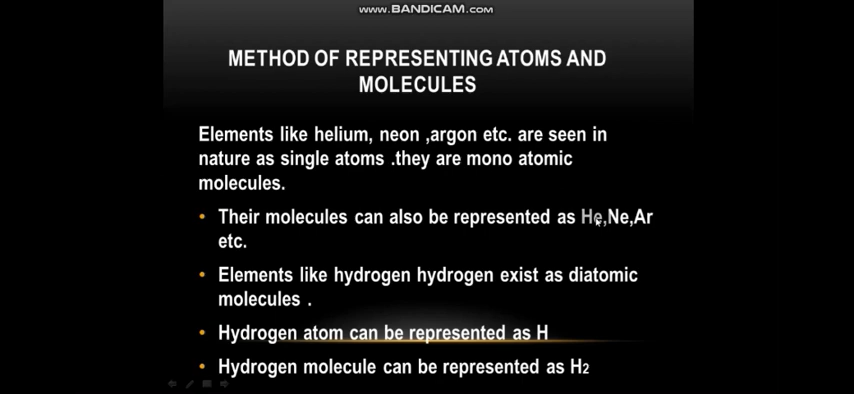 WWW.BANDICAM.COM
METHOD OF REPRESENTING ATOMS AND
MOLECULES
Elements like helium, neon ,argon etc. are seen in
nature as single atoms .they are mono atomic
molecules.
• Their molecules can also be represented as He,Ne,Ar
etc.
• Elements like hydrogen hydrogen exist as diatomic
molecules .
• Hydrogen atom can be represented as H
• Hydrogen molecule can be represented as H2